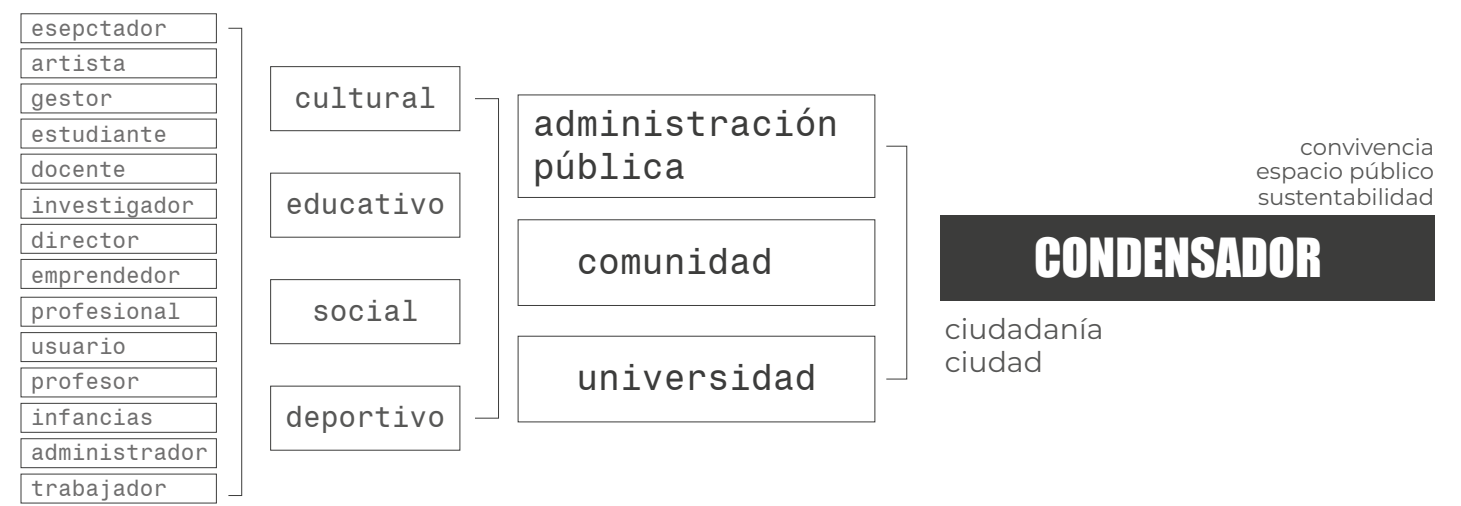 esepctador
artista
gestor
estudiante
docente
investigador
director
emprendedor
profesional
usuario
profesor
infancias
administrador
trabajador
cultural
educativo
social
deportivo
administración
pública
comunidad
universidad
convivencia
espacio público
sustentabilidad
CONDENSADOR
ciudadanía
ciudad